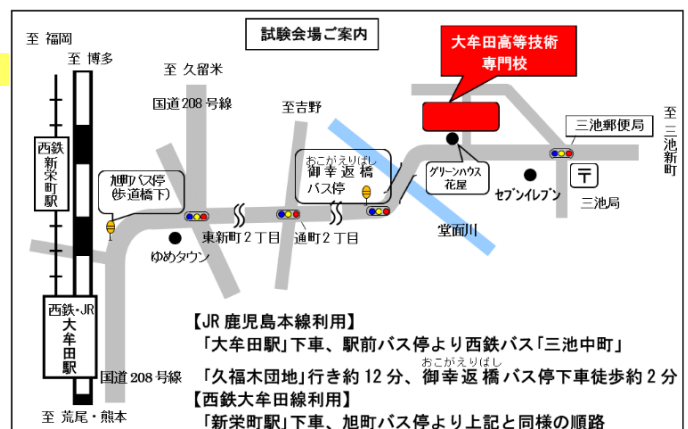 試験会場ご案内
至 福岡
至 博多
至 久留米
国道208号線
至吉野
大牟田高等技術
専門校
至 三池新町
三池郵便局
西鉄
新栄町駅
旭町バス停
(歩道橋下)
おこがえりばし
御幸返橋
バス停
グリーンハウス
花屋
セブンイレブン
〒
三池局
東新町2丁目
通町2丁目
堂面川
ゆめタウン
西鉄・JR
大牟田駅
国道208号線
至 荒尾・熊本
【JR鹿児島本線利用】
「大牟田駅」下車、駅前バス停より西鉄バス「三池中町」
おこがえりばし
「久福木団地」行き約12分、御幸返橋バス停下車徒歩約2分
【西鉄大牟田線利用】
「新栄町駅」下車、旭町バス停より上記と同様の順路